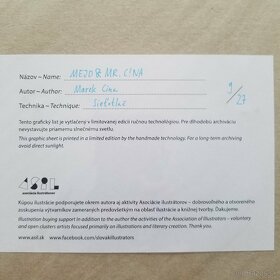 Názov – Name: MEJO & MR. CINA
Autor – Author: Marek Cina
Technika – Technique: Sieťotlač
9/27
Tento grafický list je vytlačený v limitovanej edícii ručnou technológiou. Pre dlhodobú archiváciu
nevystavujte priamemu slnečnému svetlu.
This graphic sheet is printed in a limited edition by the handmade technology. For a long term archiving
avoid direct sunlight.
ASIL
asociácia ilustrátorov
Kúpou ilustrácie podporujete okrem autora aj aktivity Asociácie ilustrátorov – dobrovoľného a otvoreného
zoskupenia výtvarníkov zameraných predovšetkým na oblasť ilustrácie a knižnej tvorby. Ďakujeme.
Illustration buying support in addition to the author the activities of the Association of Illustrators – voluntary
and open clusters artists focused primarily on illustration and literary field. Thank you.
www.asil.sk www.facebook.com/slovakillustrators